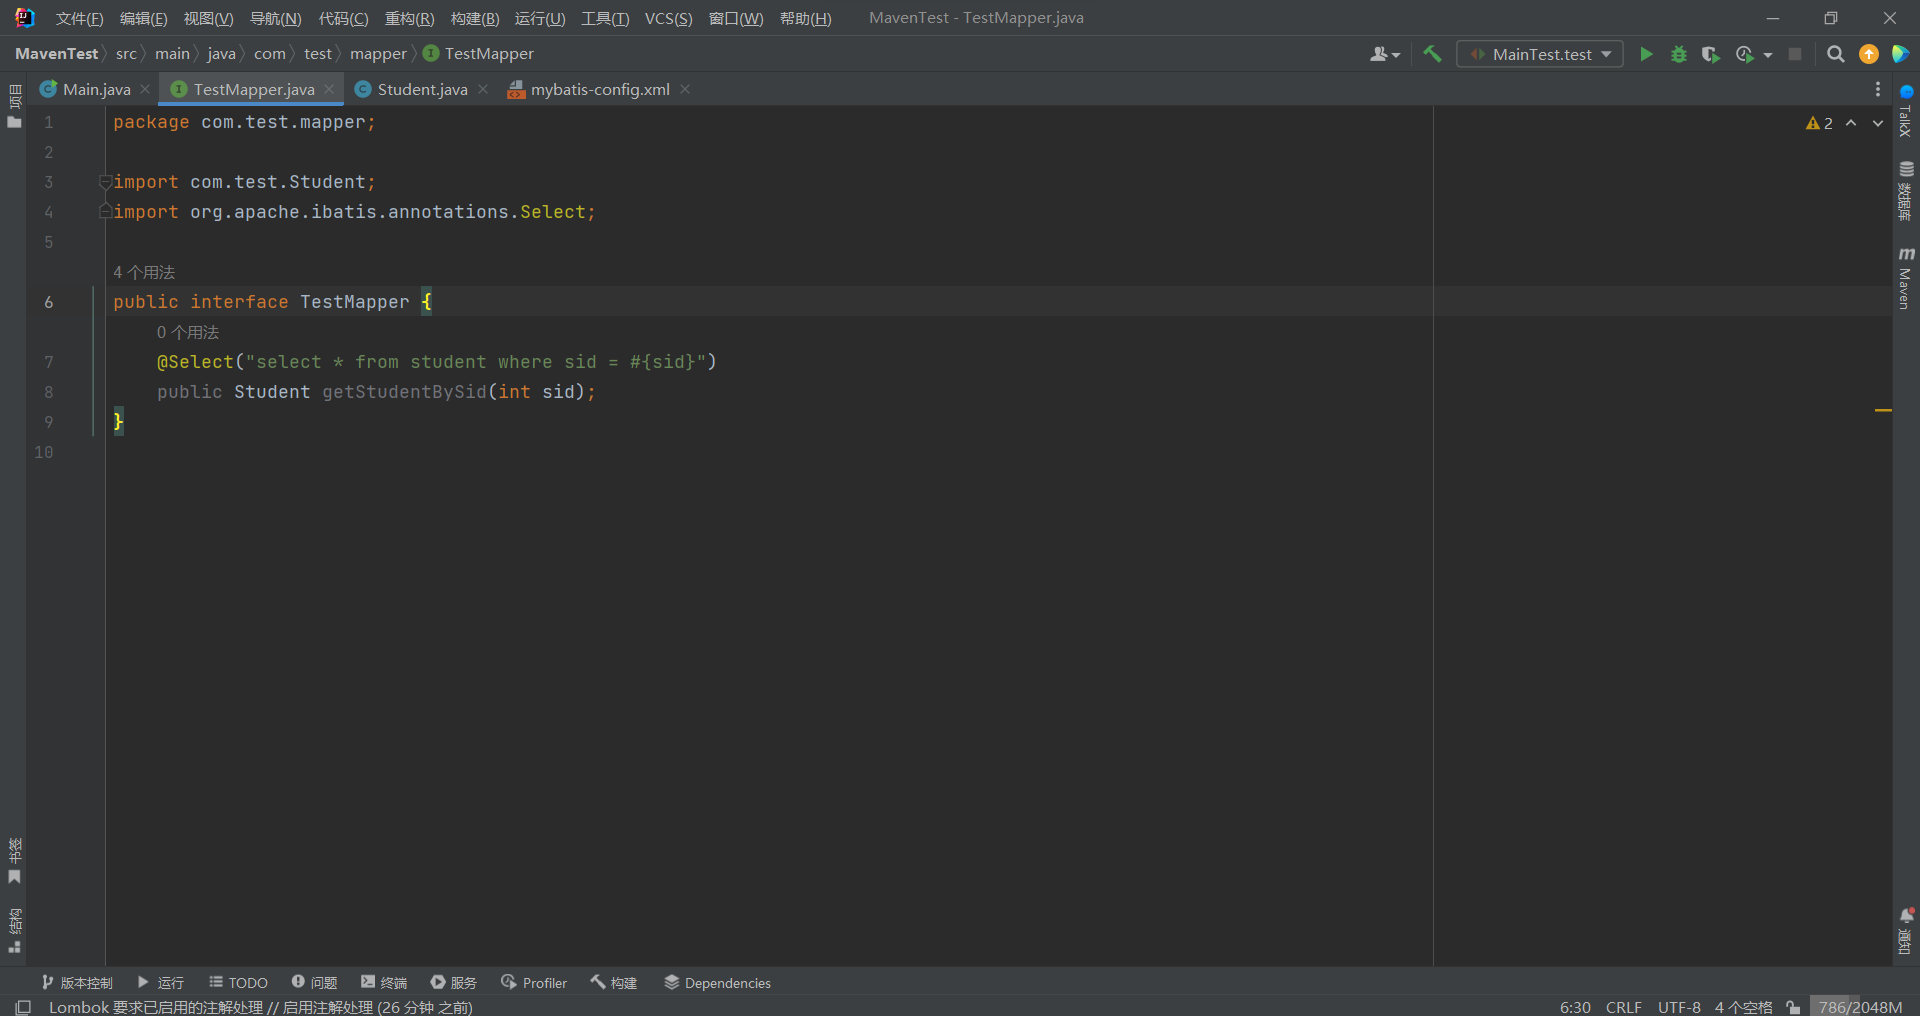 文件(F) 编辑(E) 视图(V) 导航(N) 代码(C) 重构(R) 构建(B) 运行(U) 工具(T) VCS(S) 窗口(W) 帮助(H) MavenTest - TestMapper.java
MavenTest src main java com test mapper TestMapper MainTest.test
Main.java TestMapper.java Student.java mybatis-config.xml
项目
TalkX
数据库
Maven
2
1 package com.test.mapper;
2
3 import com.test.Student;
4 import org.apache.ibatis.annotations.Select;
5
4 个用法
6 public interface TestMapper {
0 个用法
7 @Select("select * from student where sid = #{sid}")
8 public Student getStudentBySid(int sid);
9 }
10
书签
结构
通知
版本控制 运行 TODO 问题 终端 服务 Profiler 构建 Dependencies
Lombok 要求已启用的注解处理 // 启用注解处理 (26 分钟 之前) 6:30 CRLF UTF-8 4 个空格 786/2048M